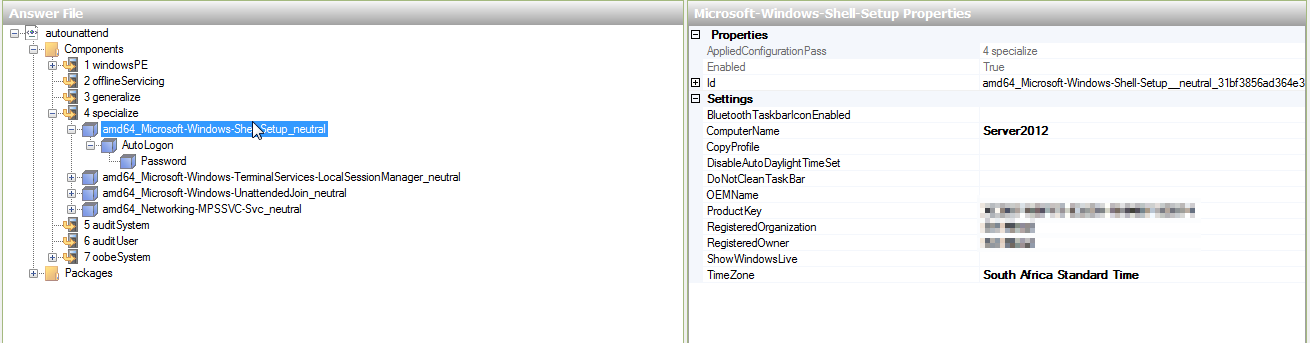 Answer File
autounattend
Components
1 windowsPE
2 offlineServicing
3 generalize
4 specialize
amd64_Microsoft-Windows-Shell-Setup_neutral
AutoLogon
Password
amd64_Microsoft-Windows-TerminalServices-LocalSessionManager_neutral
amd64_Microsoft-Windows-UnattendedJoin_neutral
amd64_Networking-MPSSVC-Svc_neutral
5 auditSystem
6 auditUser
7 oobeSystem
Packages
Microsoft-Windows-Shell-Setup Properties
Properties
AppliedConfigurationPass 4 specialize
Enabled True
Id amd64_Microsoft-Windows-Shell-Setup__neutral_31bf3856ad364e3
Settings
BluetoothTaskbarIconEnabled
ComputerName Server2012
CopyProfile
DisableAutoDaylightTimeSet
DoNotCleanTaskBar
OEMName
ProductKey
RegisteredOrganization
RegisteredOwner
ShowWindowsLive
TimeZone South Africa Standard Time